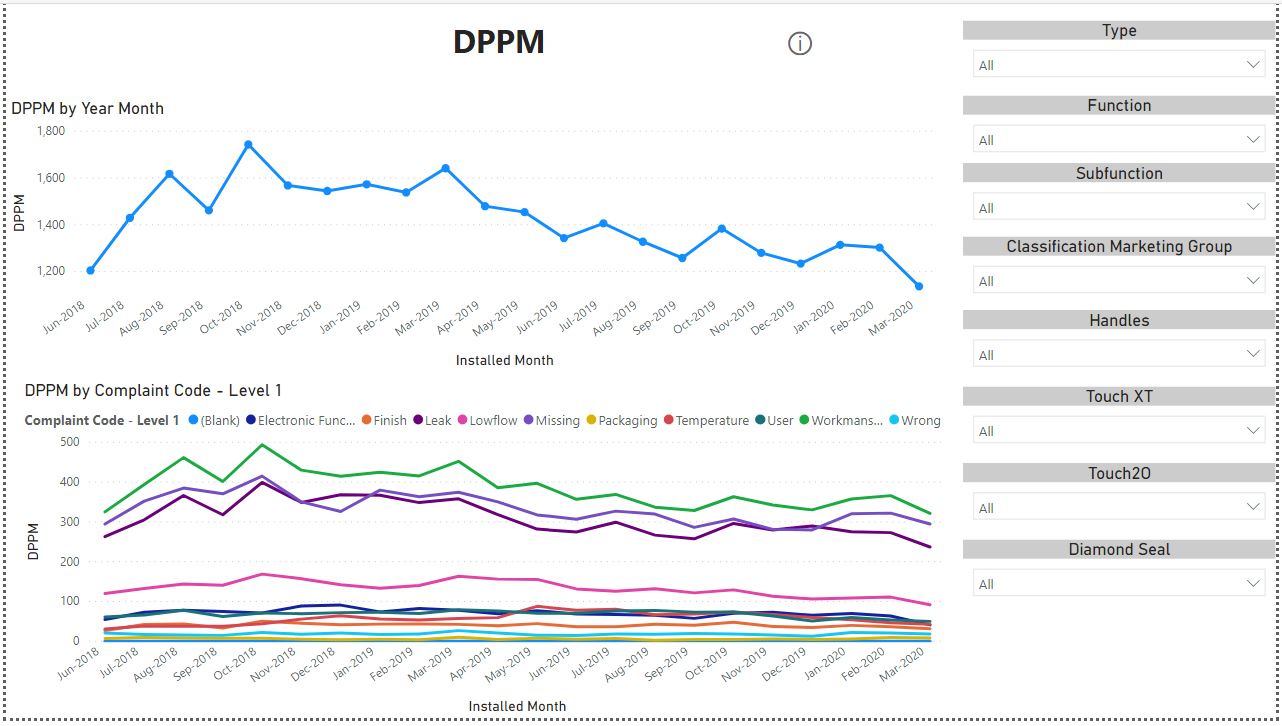 DPPM
DPPM by Year Month
1,800
1,600
1,400
1,200
DPPM
Jun-2018
Jul-2018
Aug-2018
Sep-2018
Oct-2018
Nov-2018
Dec-2018
Jan-2019
Feb-2019
Mar-2019
Apr-2019
May-2019
Jun-2019
Jul-2019
Aug-2019
Sep-2019
Oct-2019
Nov-2019
Dec-2019
Jan-2020
Feb-2020
Mar-2020
Installed Month
DPPM by Complaint Code - Level 1
Complaint Code - Level 1 (Blank) Electronic Func... Finish Leak Lowflow Missing Packaging Temperature User Workmans... Wrong
500
400
300
200
100
0
DPPM
Jun-2018
Jul-2018
Aug-2018
Sep-2018
Oct-2018
Nov-2018
Dec-2018
Jan-2019
Feb-2019
Mar-2019
Apr-2019
May-2019
Jun-2019
Jul-2019
Aug-2019
Sep-2019
Oct-2019
Nov-2019
Dec-2019
Jan-2020
Feb-2020
Mar-2020
Installed Month
Type
All
Function
All
Subfunction
All
Classification Marketing Group
All
Handles
All
Touch XT
All
Touch2O
All
Diamond Seal
All